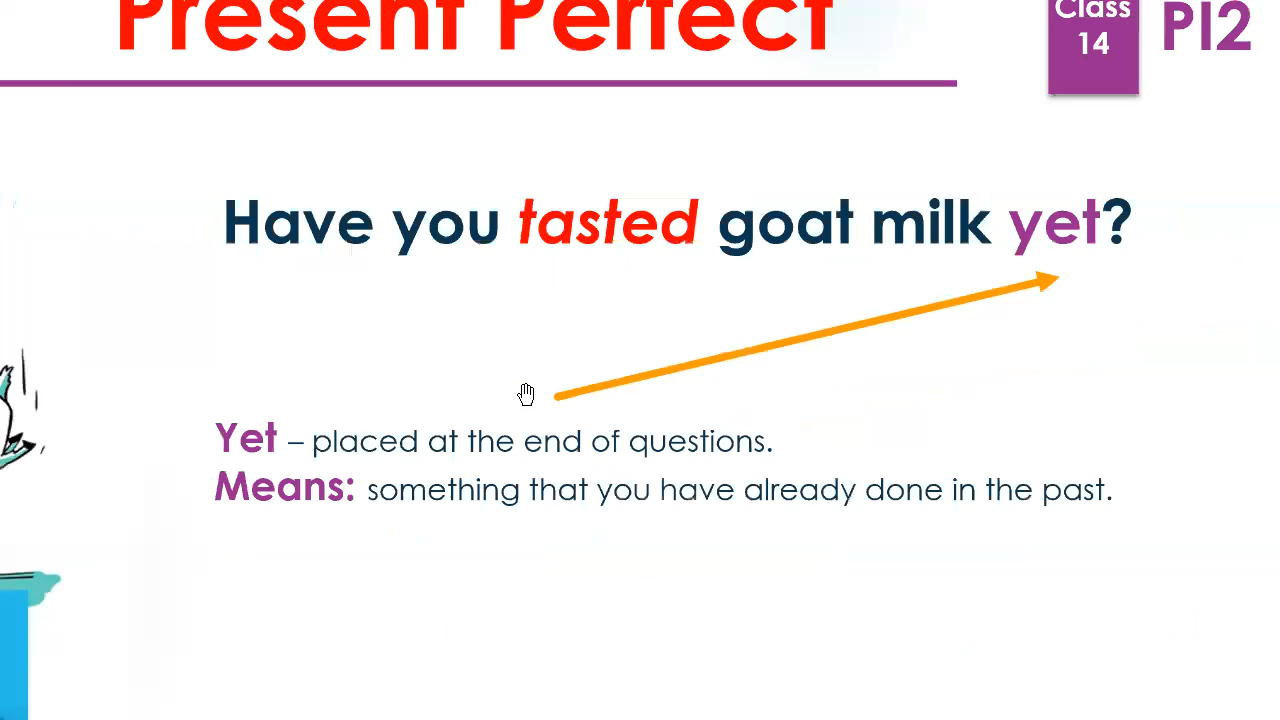 Present Perfect
Class
14
PI2
Have you tasted goat milk yet?
Yet – placed at the end of questions.
Means: something that you have already done in the past.